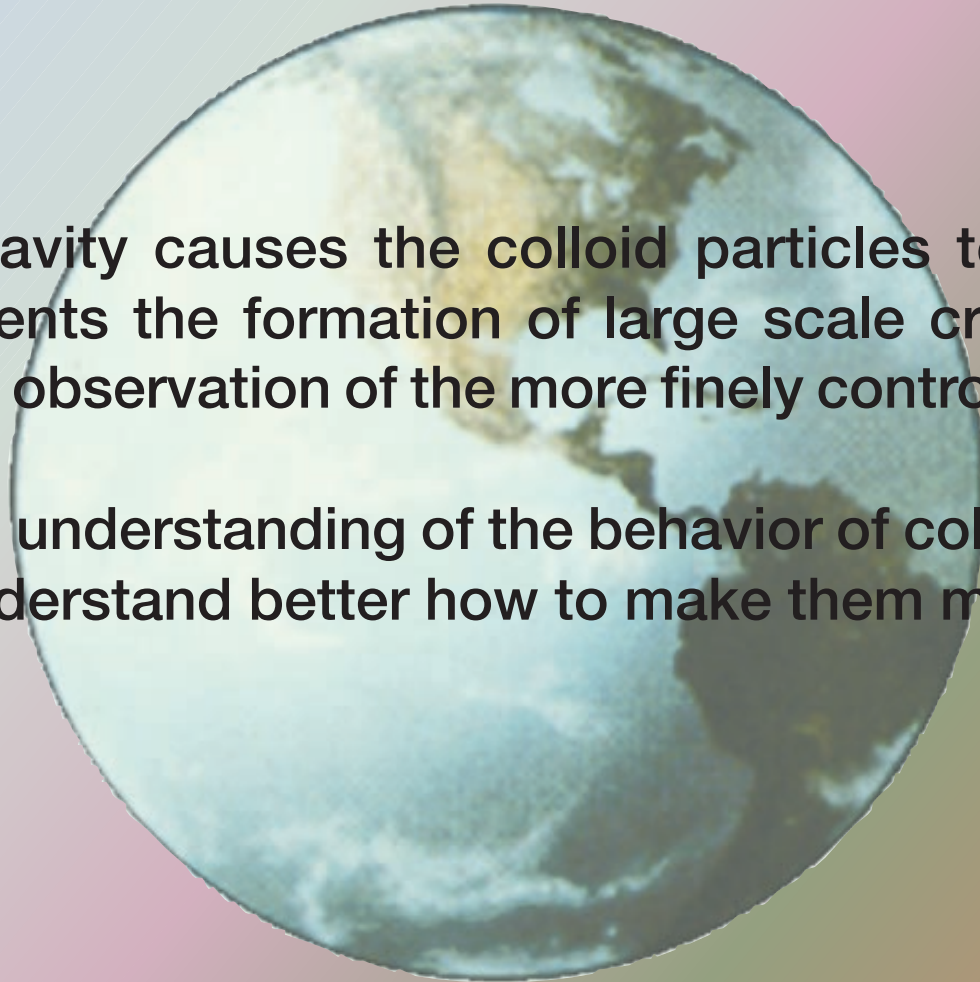 avity causes the colloid particles t
ents the formation of large scale cr
observation of the more finely contro
understanding of the behavior of col
derstand better how to make them m